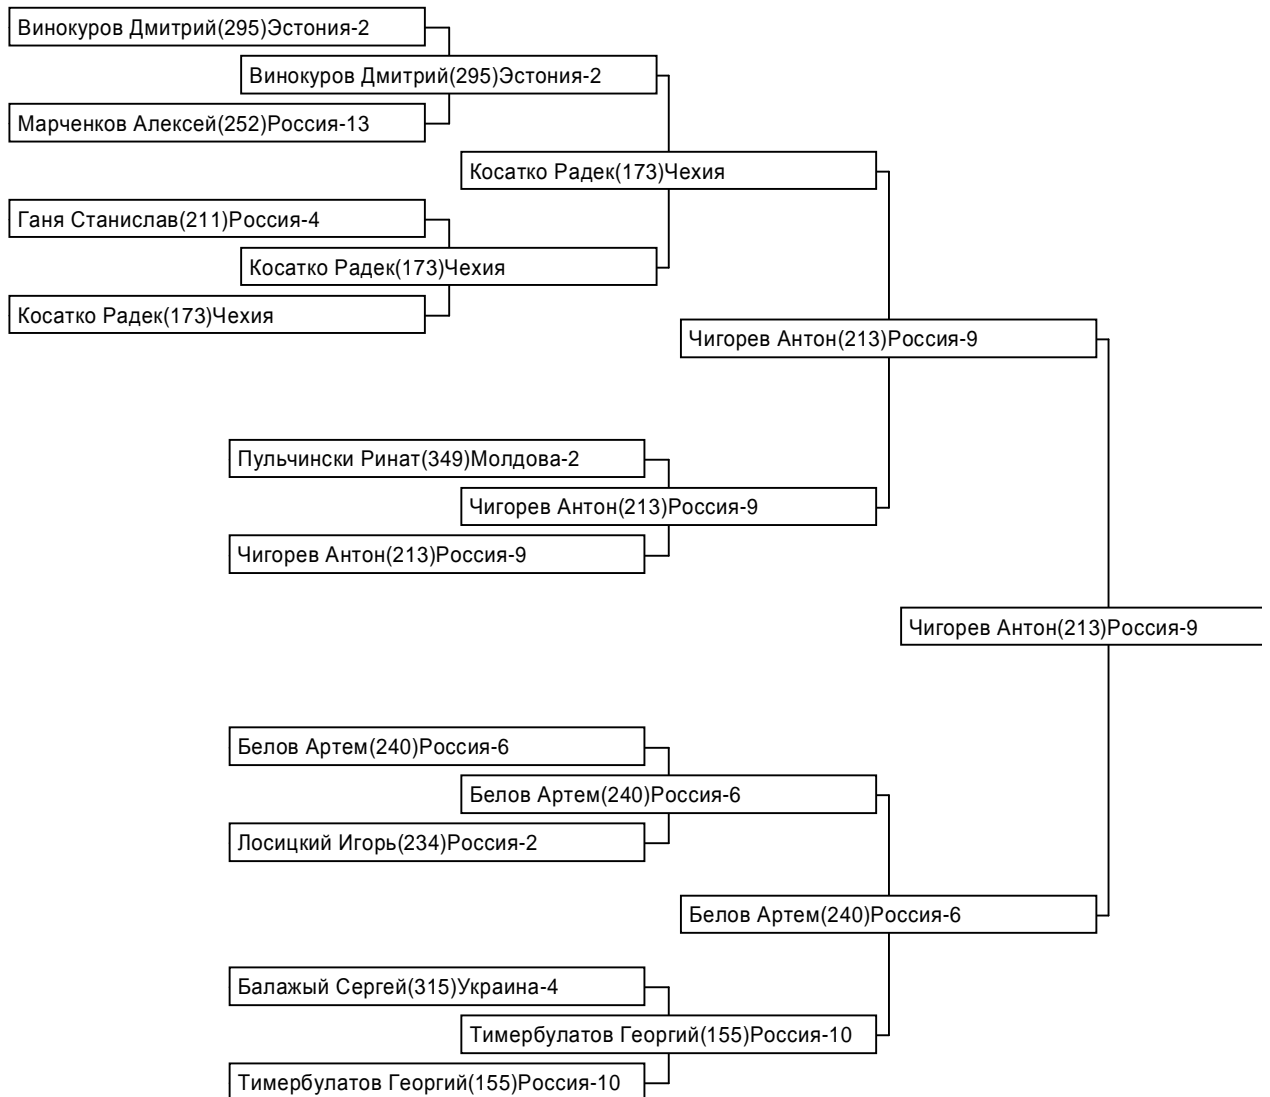 Винокуров Дмитрий(295)Эстония-2
Винокуров Дмитрий(295)Эстония-2
Марченков Алексей(252)Россия-13
Косатко Радек(173)Чехия
Ганя Станислав(211)Россия-4
Косатко Радек(173)Чехия
Косатко Радек(173)Чехия
Чигорев Антон(213)Россия-9
Пульчински Ринат(349)Молдова-2
Чигорев Антон(213)Россия-9
Чигорев Антон(213)Россия-9
Чигорев Антон(213)Россия-9
Белов Артем(240)Россия-6
Белов Артем(240)Россия-6
Лосицкий Игорь(234)Россия-2
Белов Артем(240)Россия-6
Балажый Сергей(315)Украина-4
Тимербулатов Георгий(155)Россия-10
Тимербулатов Георгий(155)Россия-10